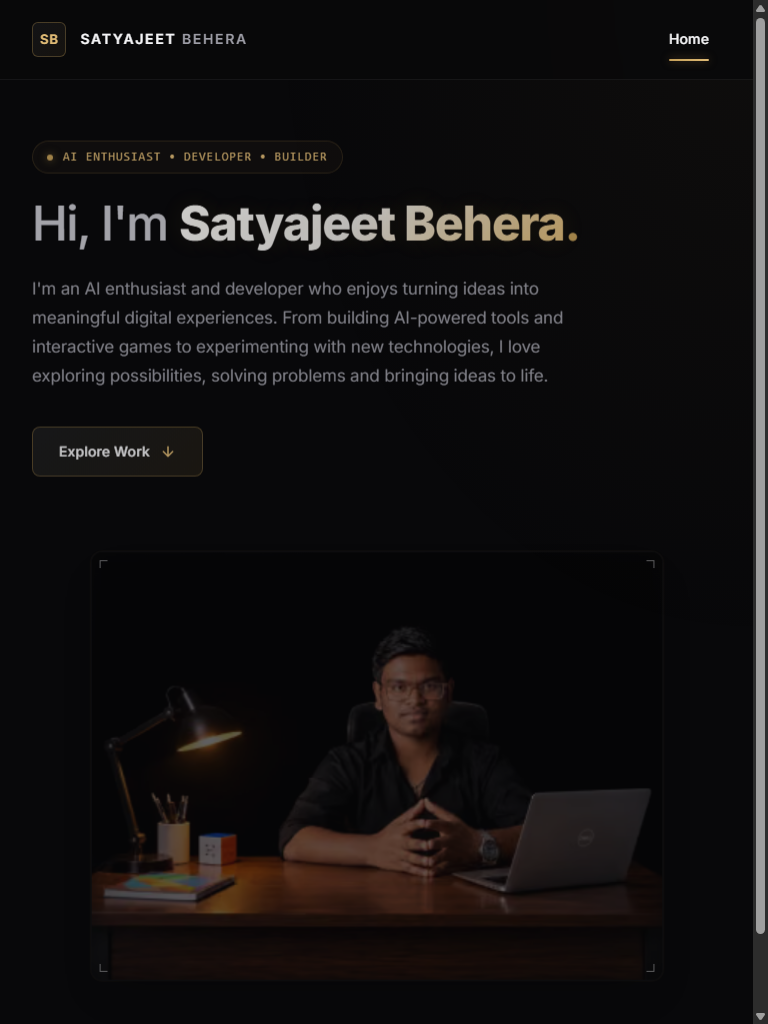 SB SATYAJEET BEHERA
Home
AI ENTHUSIAST • DEVELOPER • BUILDER
Hi, I'm Satyajeet Behera.
I'm an AI enthusiast and developer who enjoys turning ideas into
meaningful digital experiences. From building AI-powered tools and
interactive games to experimenting with new technologies, I love
exploring possibilities, solving problems and bringing ideas to life.
Explore Work ↓